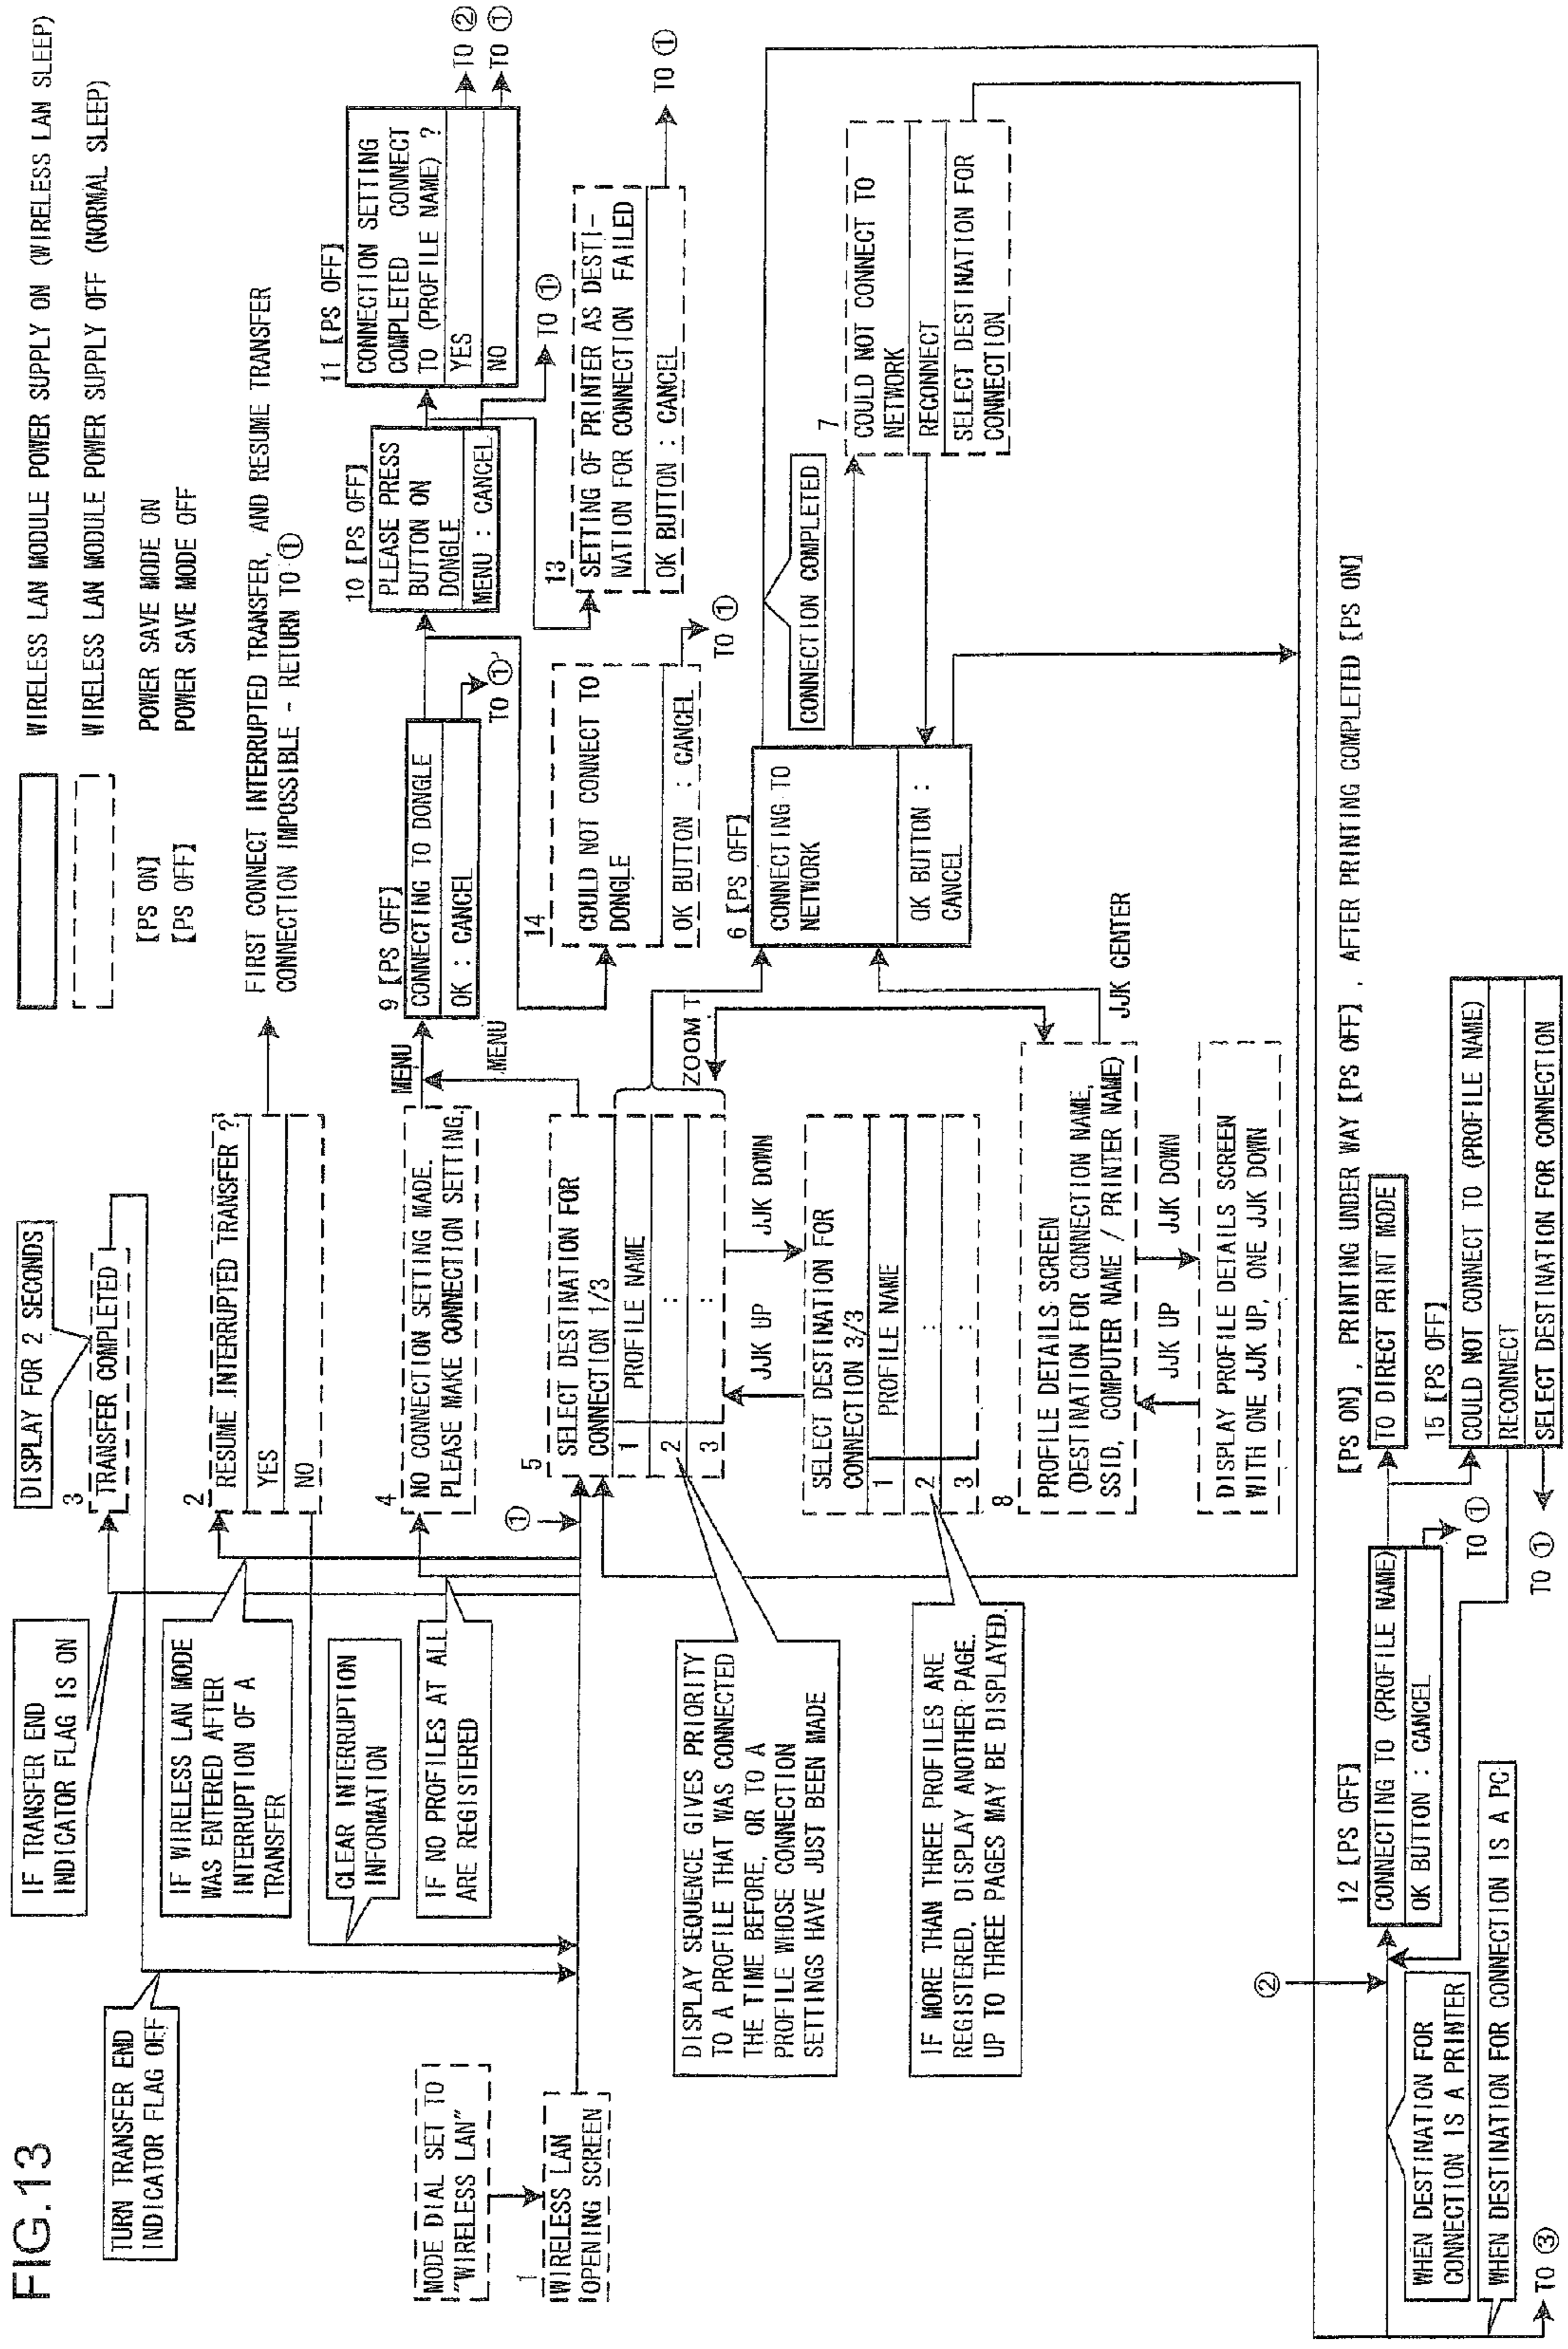 FIG.13
WIRELESS LAN MODULE POWER SUPPLY ON (WIRELESS LAN SLEEP)
WIRELESS LAN MODULE POWER SUPPLY OFF (NORMAL SLEEP)
[PS ON] POWER SAVE MODE ON
[PS OFF] POWER SAVE MODE OFF
TURN TRANSFER END
INDICATOR FLAG OFF
IF TRANSFER END
INDICATOR FLAG IS ON
DISPLAY FOR 2 SECONDS
3
TRANSFER COMPLETED
IF WIRELESS LAN MODE
WAS ENTERED AFTER
INTERRUPTION OF A
TRANSFER
2
RESUME INTERRUPTED TRANSFER ?
YES
NO
FIRST CONNECT INTERRUPTED TRANSFER, AND RESUME TRANSFER
CONNECTION IMPOSSIBLE - RETURN TO ①
CLEAR INTERRUPTION
INFORMATION
IF NO PROFILES AT ALL
ARE REGISTERED
4
NO CONNECTION SETTING MADE.
PLEASE MAKE CONNECTION SETTING.
MENU
MENU
9 [PS OFF]
CONNECTING TO DONGLE
OK : CANCEL
TO ①
10 [PS OFF]
PLEASE PRESS
BUTTON ON
DONGLE
MENU : CANCEL
TO ①
11 [PS OFF]
CONNECTION SETTING
COMPLETED CONNECT
TO (PROFILE NAME) ?
YES
NO
TO ②
TO ①
13
SETTING OF PRINTER AS DESTI-
NATION FOR CONNECTION FAILED
OK BUTTON : CANCEL
TO ①
14
COULD NOT CONNECT TO
DONGLE
OK BUTTON : CANCEL
TO ①
MODE DIAL SET TO
"WIRELESS LAN"
1
WIRELESS LAN
OPENING SCREEN
①
5
SELECT DESTINATION FOR
CONNECTION 1/3
1 PROFILE NAME
2 :
3 :
DISPLAY SEQUENCE GIVES PRIORITY
TO A PROFILE THAT WAS CONNECTED
THE TIME BEFORE, OR TO A
PROFILE WHOSE CONNECTION
SETTINGS HAVE JUST BEEN MADE
JJK UP
JJK DOWN
ZOOM T
SELECT DESTINATION FOR
CONNECTION 3/3
1 PROFILE NAME
2 :
3 :
IF MORE THAN THREE PROFILES ARE
REGISTERED, DISPLAY ANOTHER PAGE.
UP TO THREE PAGES MAY BE DISPLAYED.
8
PROFILE DETAILS SCREEN
(DESTINATION FOR CONNECTION NAME,
SSID, COMPUTER NAME / PRINTER NAME)
JJK CENTER
JJK UP
JJK DOWN
DISPLAY PROFILE DETAILS SCREEN
WITH ONE JJK UP, ONE JJK DOWN
6 [PS OFF]
CONNECTING TO
NETWORK
OK BUTTON :
CANCEL
CONNECTION COMPLETED
7
COULD NOT CONNECT TO
NETWORK
RECONNECT
SELECT DESTINATION FOR
CONNECTION
②
12 [PS OFF]
CONNECTING TO (PROFILE NAME)
OK BUTTON : CANCEL
TO ①
[PS ON] , PRINTING UNDER WAY [PS OFF] , AFTER PRINTING COMPLETED [PS ON]
TO DIRECT PRINT MODE
15 [PS OFF]
COULD NOT CONNECT TO (PROFILE NAME)
RECONNECT
SELECT DESTINATION FOR CONNECTION
TO ①
WHEN DESTINATION FOR
CONNECTION IS A PRINTER
WHEN DESTINATION FOR CONNECTION IS A PC
TO ③